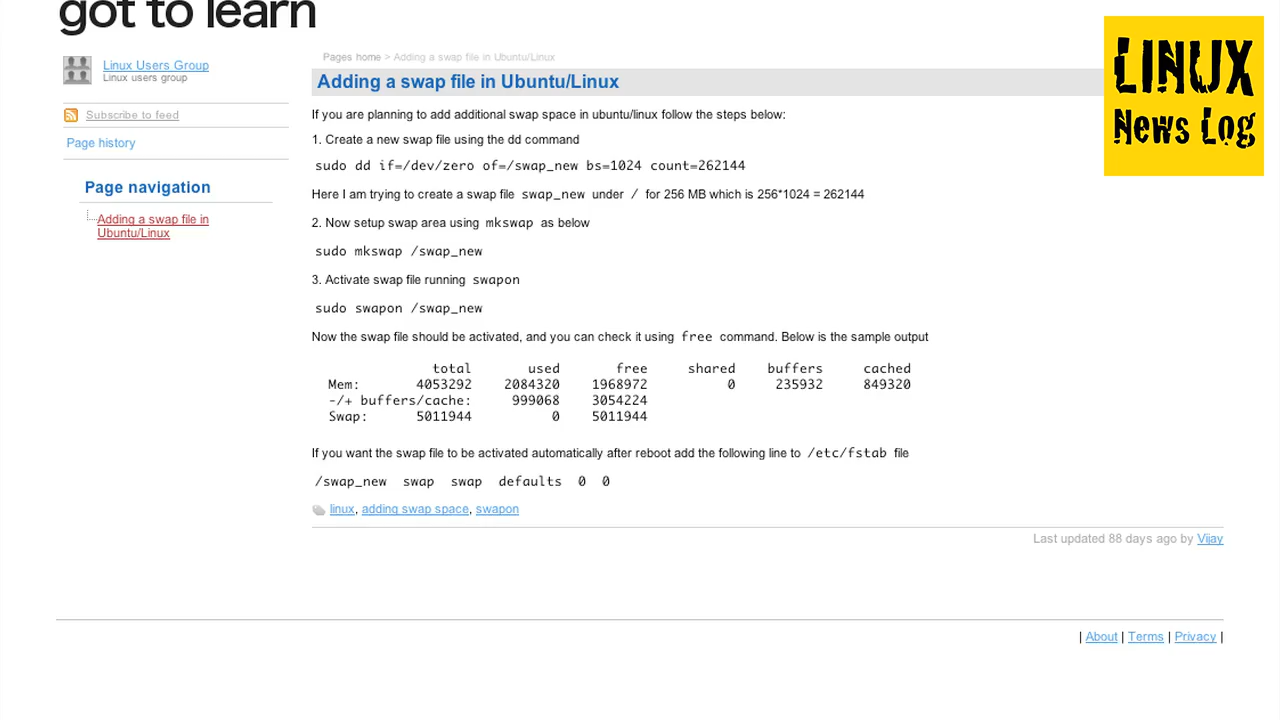 got to learn
Linux Users Group
Linux users group
Subscribe to feed
Page history
Page navigation
Adding a swap file in
Ubuntu/Linux
Pages home > Adding a swap file in Ubuntu/Linux
Adding a swap file in Ubuntu/Linux
If you are planning to add additional swap space in ubuntu/linux follow the steps below:
1. Create a new swap file using the dd command
sudo dd if=/dev/zero of=/swap_new bs=1024 count=262144
Here I am trying to create a swap file swap_new under / for 256 MB which is 256*1024 = 262144
2. Now setup swap area using mkswap as below
sudo mkswap /swap_new
3. Activate swap file running swapon
sudo swapon /swap_new
Now the swap file should be activated, and you can check it using free command. Below is the sample output
total used free shared buffers cached
Mem: 4053292 2084320 1968972 0 235932 849320
-/+ buffers/cache: 999068 3054224
Swap: 5011944 0 5011944
If you want the swap file to be activated automatically after reboot add the following line to /etc/fstab file
/swap_new swap swap defaults 0 0
linux, adding swap space, swapon
Last updated 88 days ago by Vijay
| About | Terms | Privacy |
LINUX
News Log